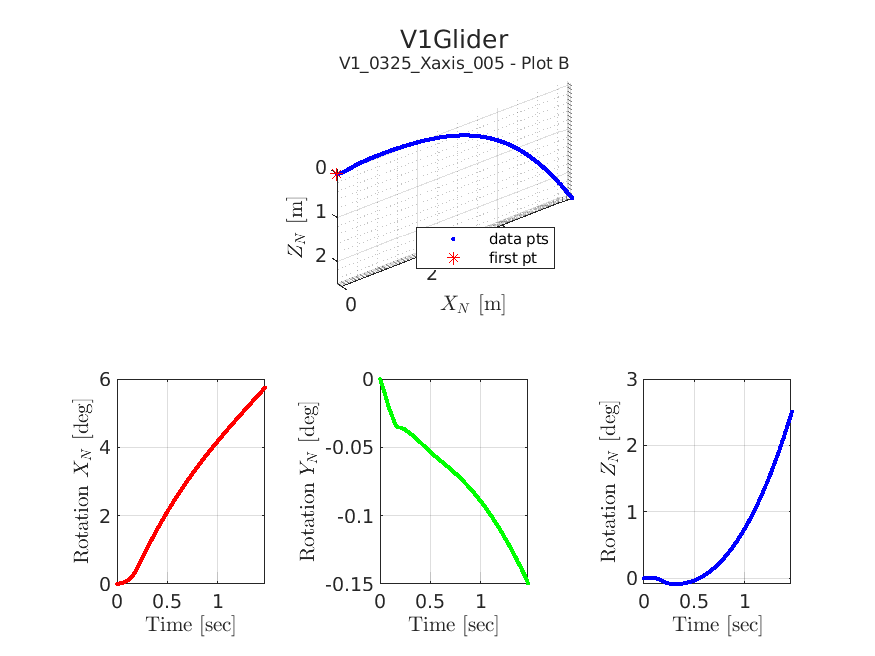 V1Glider
V1_0325_Xaxis_005 - Plot B
0
1
2
Z_N [m]
data pts
first pt
2
0
X_N [m]
6
4
2
0
Rotation X_N [deg]
0 0.5 1
Time [sec]
0
-0.05
-0.1
-0.15
Rotation Y_N [deg]
0 0.5 1
Time [sec]
3
2
1
0
Rotation Z_N [deg]
0 0.5 1
Time [sec]